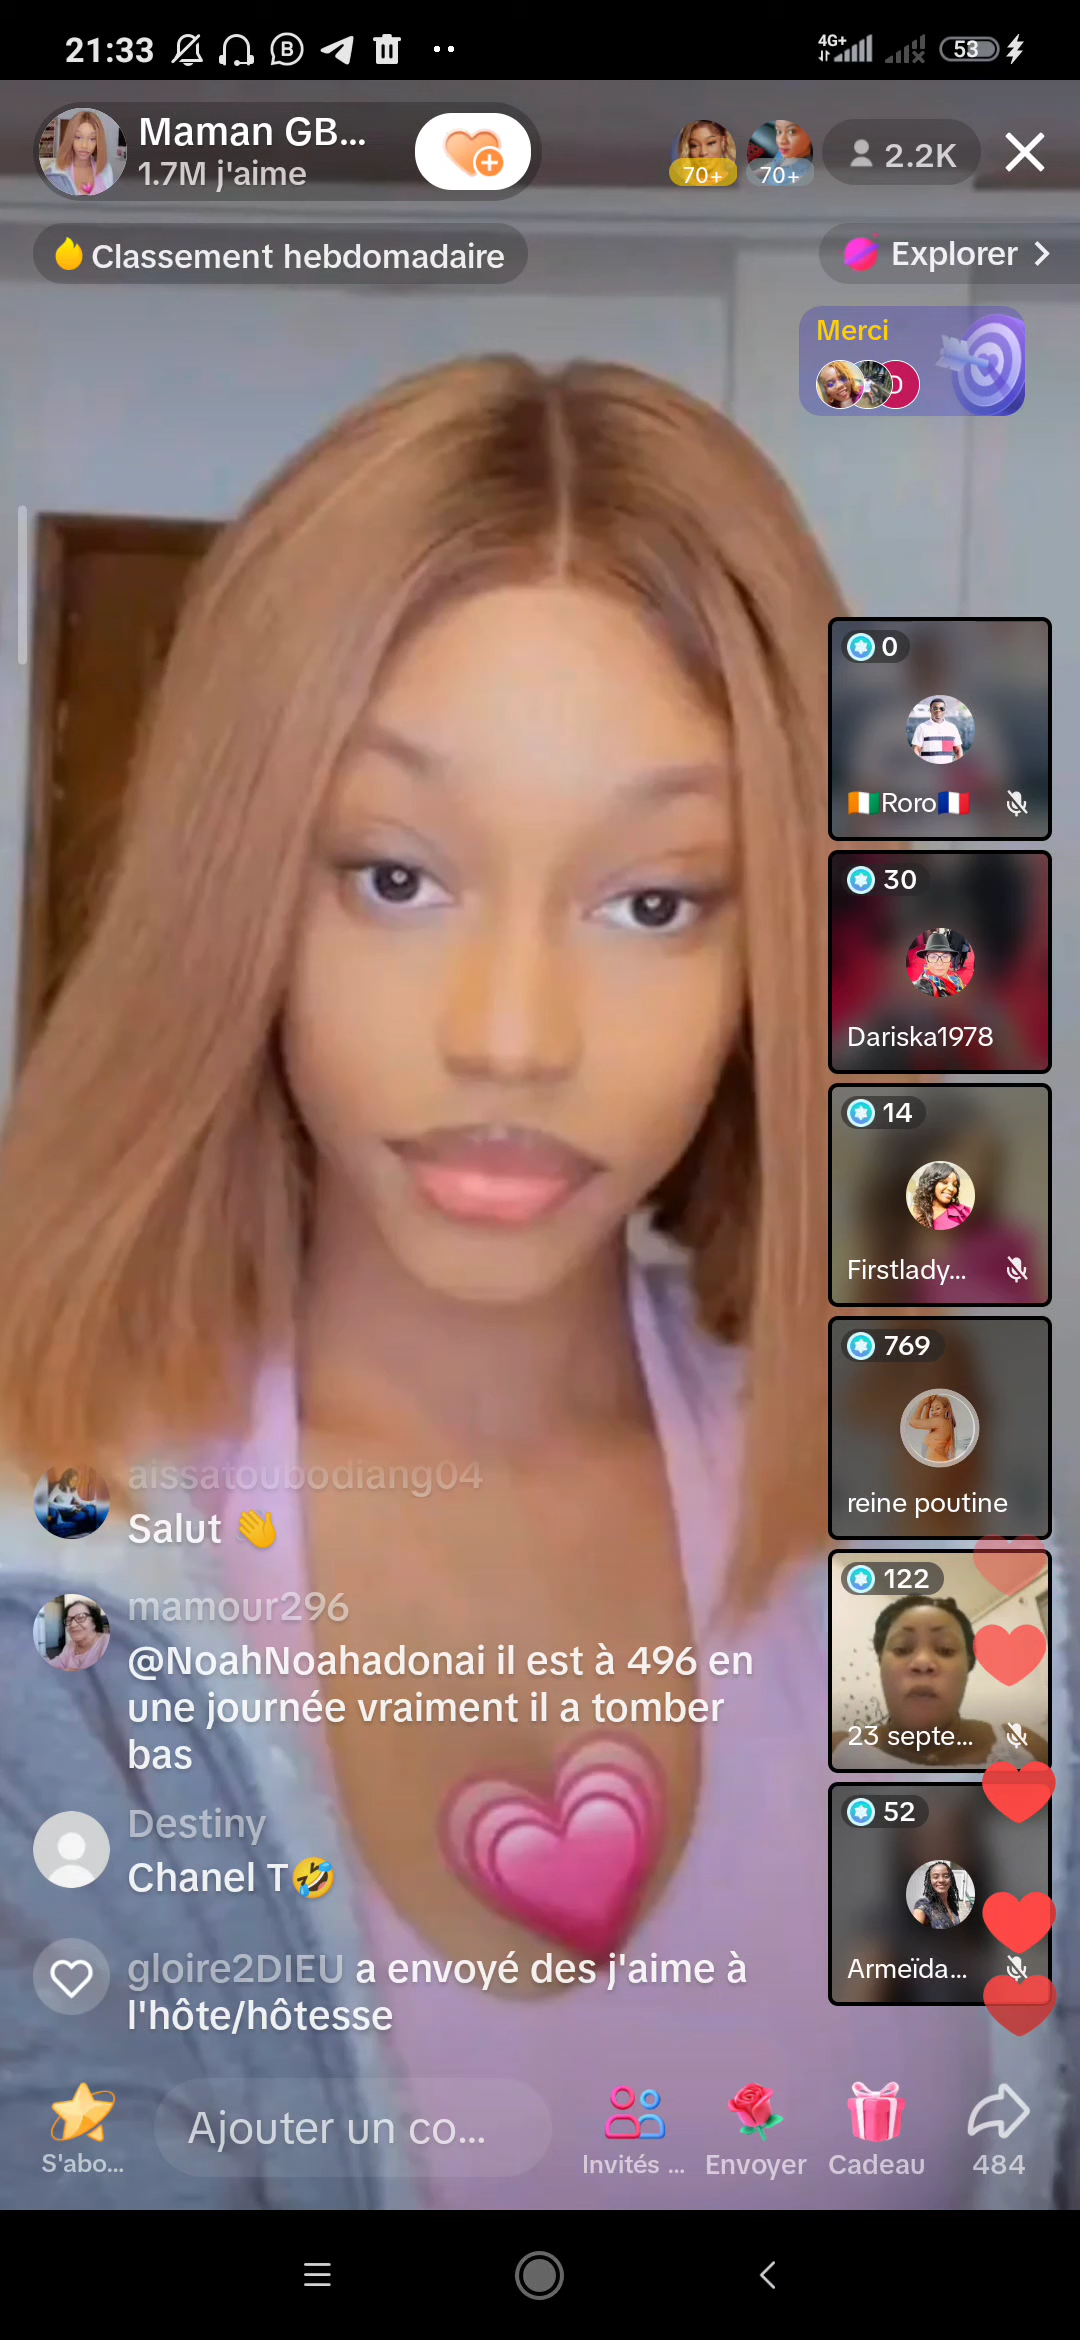 21:33
4G+
53
Maman GB...
1.7M j'aime
70+
70+
2.2K
Classement hebdomadaire
Explorer
Merci
D
0
🇨🇮Roro🇫🇷
30
Dariska1978
14
Firstlady...
769
reine poutine
122
23 septe...
52
Armeïda...
aissatoubodiang04
Salut 👋
mamour296
@NoahNoahadonai il est à 496 en
une journée vraiment il a tomber
bas
Destiny
Chanel T🤣
gloire2DIEU a envoyé des j'aime à
l'hôte/hôtesse
S'abo...
Ajouter un co...
Invités ...
Envoyer
Cadeau
484